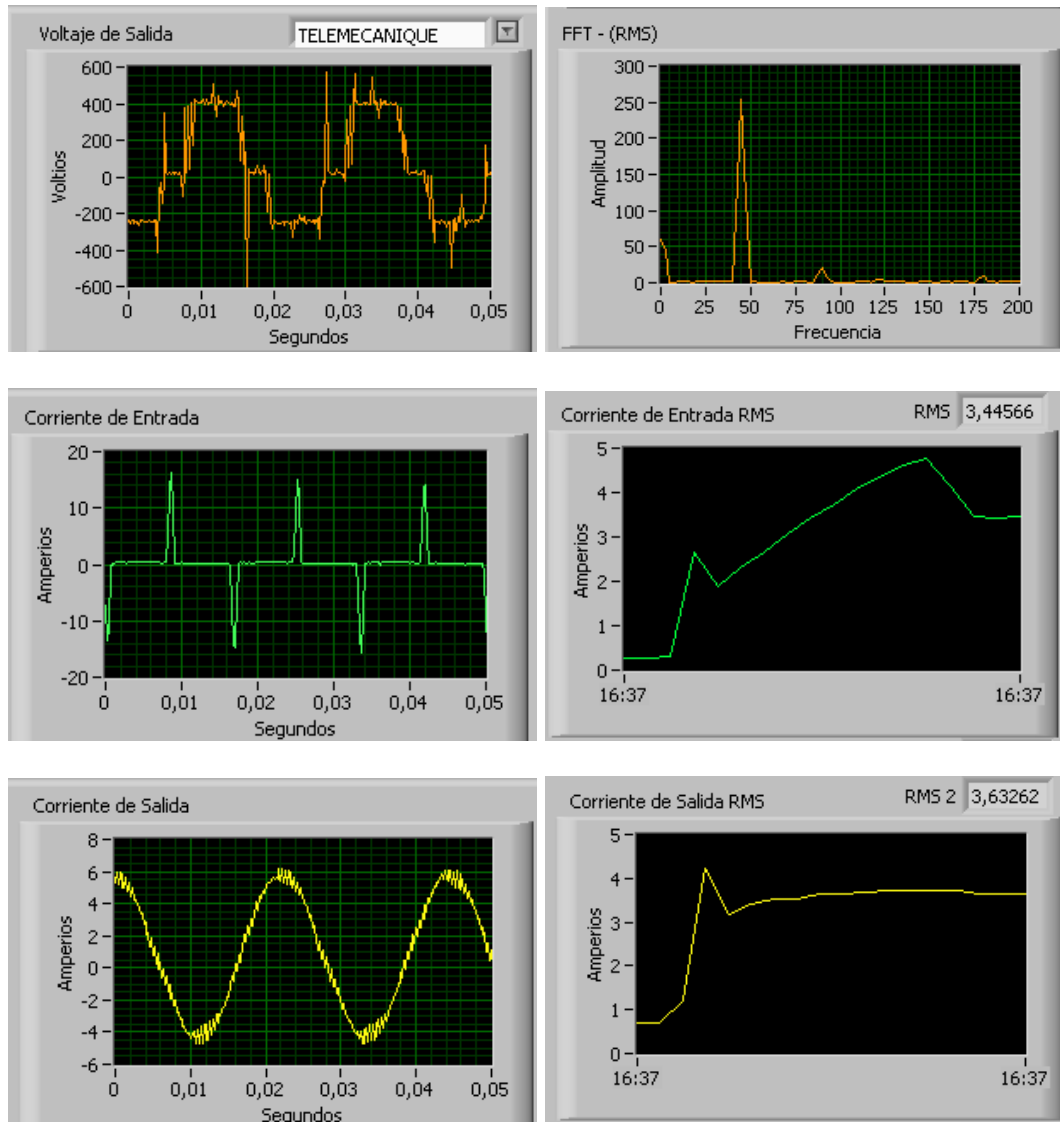 Voltaje de Salida
TELEMECANIQUE
600
400
200
0
-200
-400
-600
Voltios
0 0,01 0,02 0,03 0,04 0,05
Segundos
FFT - (RMS)
300
250
200
150
100
50
0
Amplitud
0 25 50 75 100 125 150 175 200
Frecuencia
Corriente de Entrada
20
10
0
-10
-20
Amperios
0 0,01 0,02 0,03 0,04 0,05
Segundos
Corriente de Entrada RMS
RMS 3,44566
5
4
3
2
1
0
Amperios
16:37 16:37
Corriente de Salida
8
6
4
2
0
-2
-4
-6
Amperios
0 0,01 0,02 0,03 0,04 0,05
Segundos
Corriente de Salida RMS
RMS 2 3,63262
5
4
3
2
1
0
Amperios
16:37 16:37